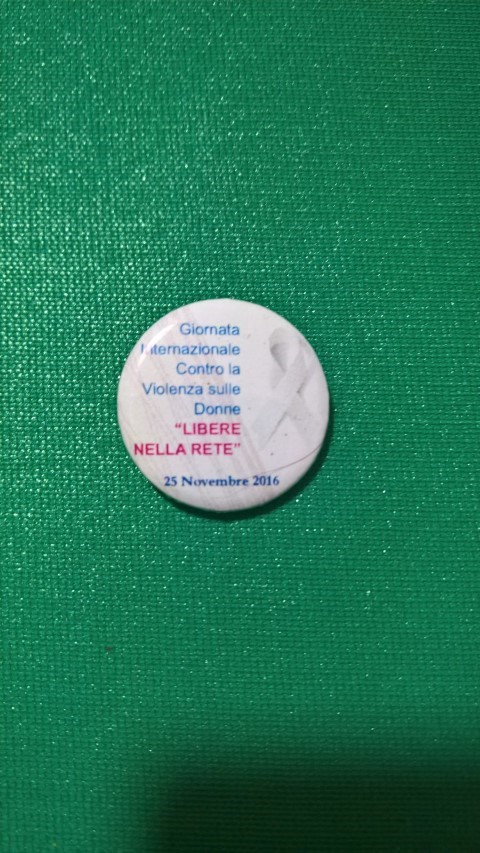 Giornata
Internazionale
Contro la
Violenza sulle
Donne
“LIBERE
NELLA RETE”
25 Novembre 2016